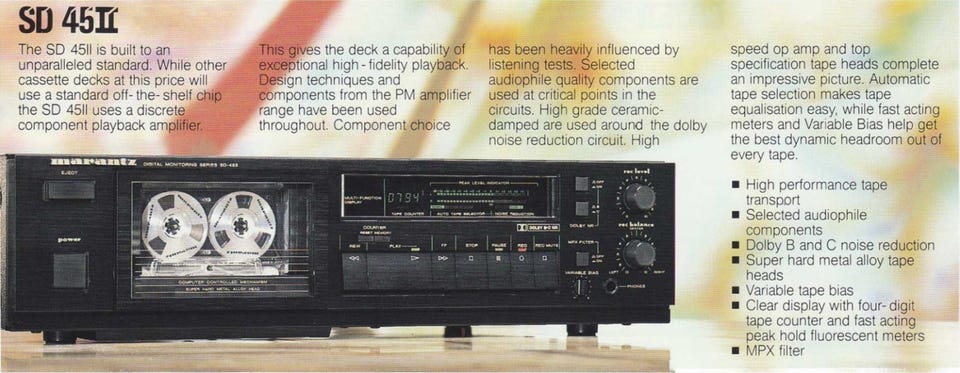 SD 45II
The SD 45II is built to an
unparalleled standard. While other
cassette decks at this price will
use a standard off-the-shelf chip
the SD 45II uses a discrete
component playback amplifier.
This gives the deck a capability of
exceptional high-fidelity playback.
Design techniques and
components from the PM amplifier
range have been used
throughout. Component choice
has been heavily influenced by
listening tests. Selected
audiophile quality components are
used at critical points in the
circuits. High grade ceramic-
damped are used around the dolby
noise reduction circuit. High
speed op amp and top
specification tape heads complete
an impressive picture. Automatic
tape selection makes tape
equalisation easy, while fast acting
meters and Variable Bias help get
the best dynamic headroom out of
every tape.
■ High performance tape
transport
■ Selected audiophile
components
■ Dolby B and C noise reduction
■ Super hard metal alloy tape
heads
■ Variable tape bias
■ Clear display with four-digit
tape counter and fast acting
peak hold fluorescent meters
■ MPX filter
marantz DIGITAL MONITORING SERIES
EJECT
power
COMPUTER CONTROLLED MECHANISM
SUPER HARD METAL ALLOY HEAD
PEAK LEVEL INDICATOR
MULTI-FUNCTION
DISPLAY
0794
TAPE COUNTER AUTO TAPE SELECTOR NOISE REDUCTION
COUNTER
RESET MEMORY
DOLBY B-C NR
REW PLAY FF STOP PAUSE REC REC MUTE
rec level
OFF
ON
DOLBY NR
rec balance
MPX FILTER
OFF
ON
LEFT RIGHT
VARIABLE BIAS
PHONES